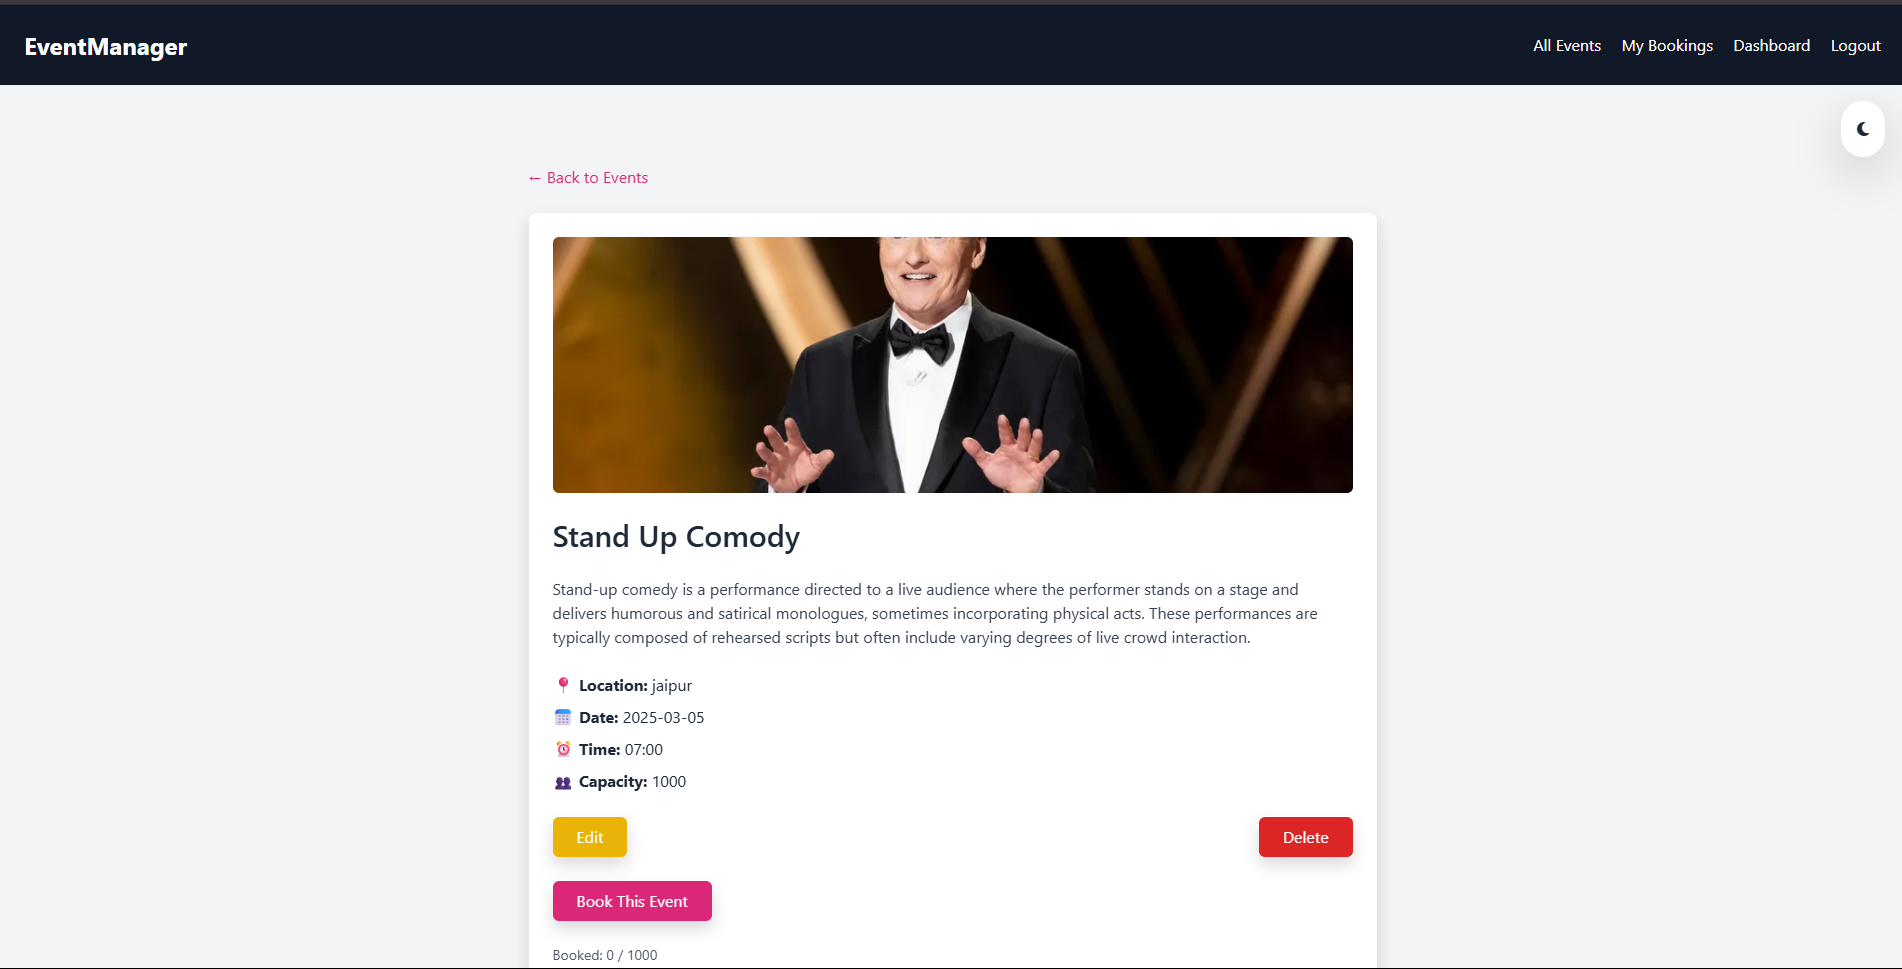 EventManager
All Events My Bookings Dashboard Logout
← Back to Events
Stand Up Comody
Stand-up comedy is a performance directed to a live audience where the performer stands on a stage and
delivers humorous and satirical monologues, sometimes incorporating physical acts. These performances are
typically composed of rehearsed scripts but often include varying degrees of live crowd interaction.
📍 Location: jaipur
📅 Date: 2025-03-05
⏰ Time: 07:00
👥 Capacity: 1000
Edit Delete
Book This Event
Booked: 0 / 1000